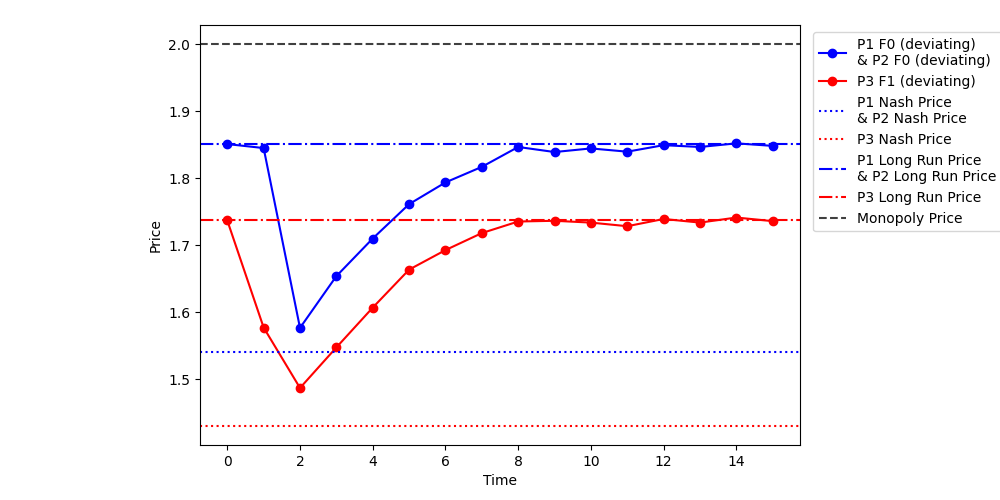 2.0
1.9
1.8
1.7
1.6
1.5
Price
0 2 4 6 8 10 12 14
Time
P1 F0 (deviating)
& P2 F0 (deviating)
P3 F1 (deviating)
P1 Nash Price
& P2 Nash Price
P3 Nash Price
P1 Long Run Price
& P2 Long Run Price
P3 Long Run Price
Monopoly Price